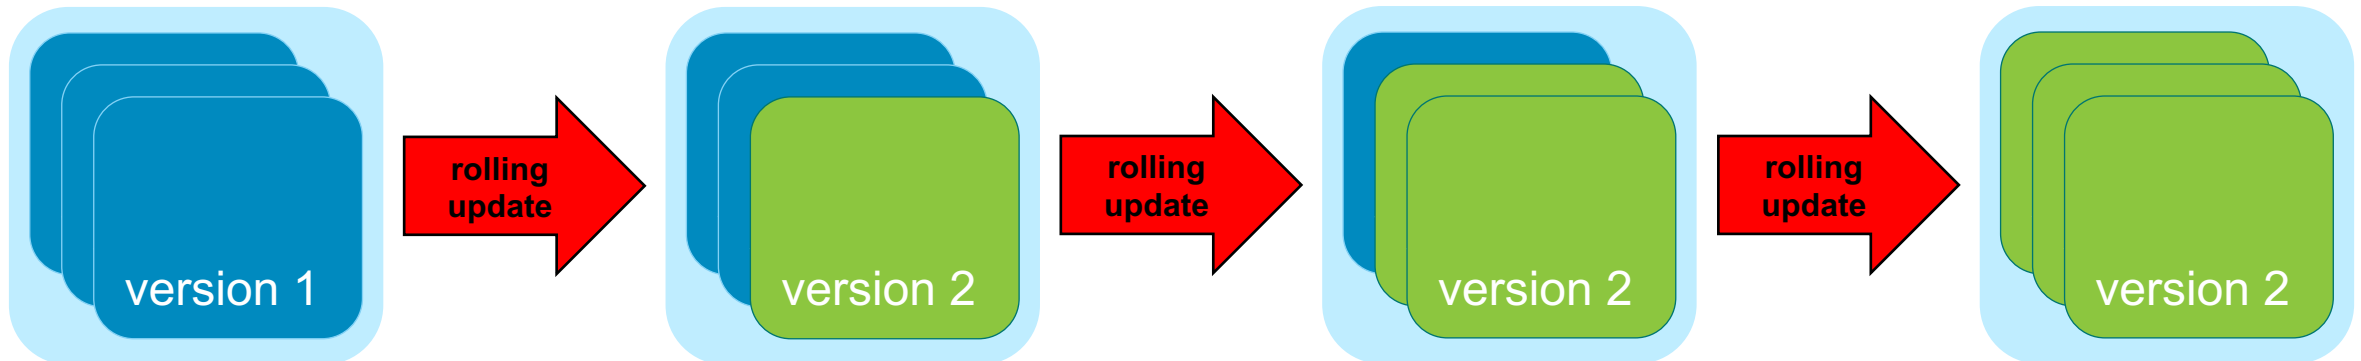 version 1
rolling
update
version 2
rolling
update
version 2
rolling
update
version 2